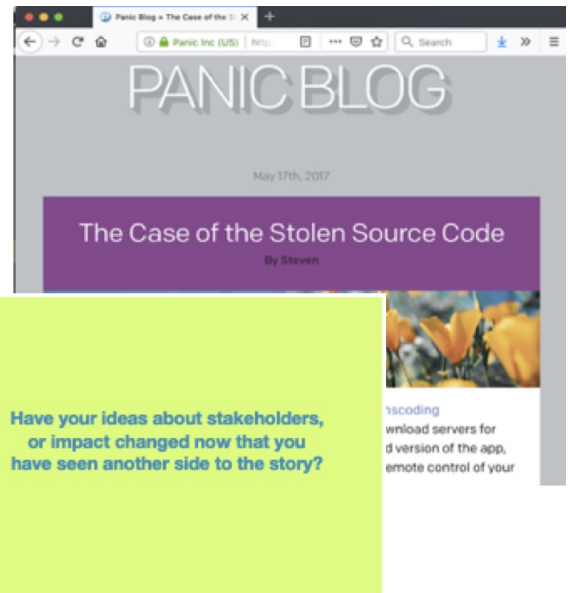 Panic Blog » The Case of the St
Panic Inc (US) http
Search
PANIC BLOG
May 17th, 2017
The Case of the Stolen Source Code
By Steven
nscoding
wnload servers for
d version of the app,
emote control of your
Have your ideas about stakeholders,
or impact changed now that you
have seen another side to the story?